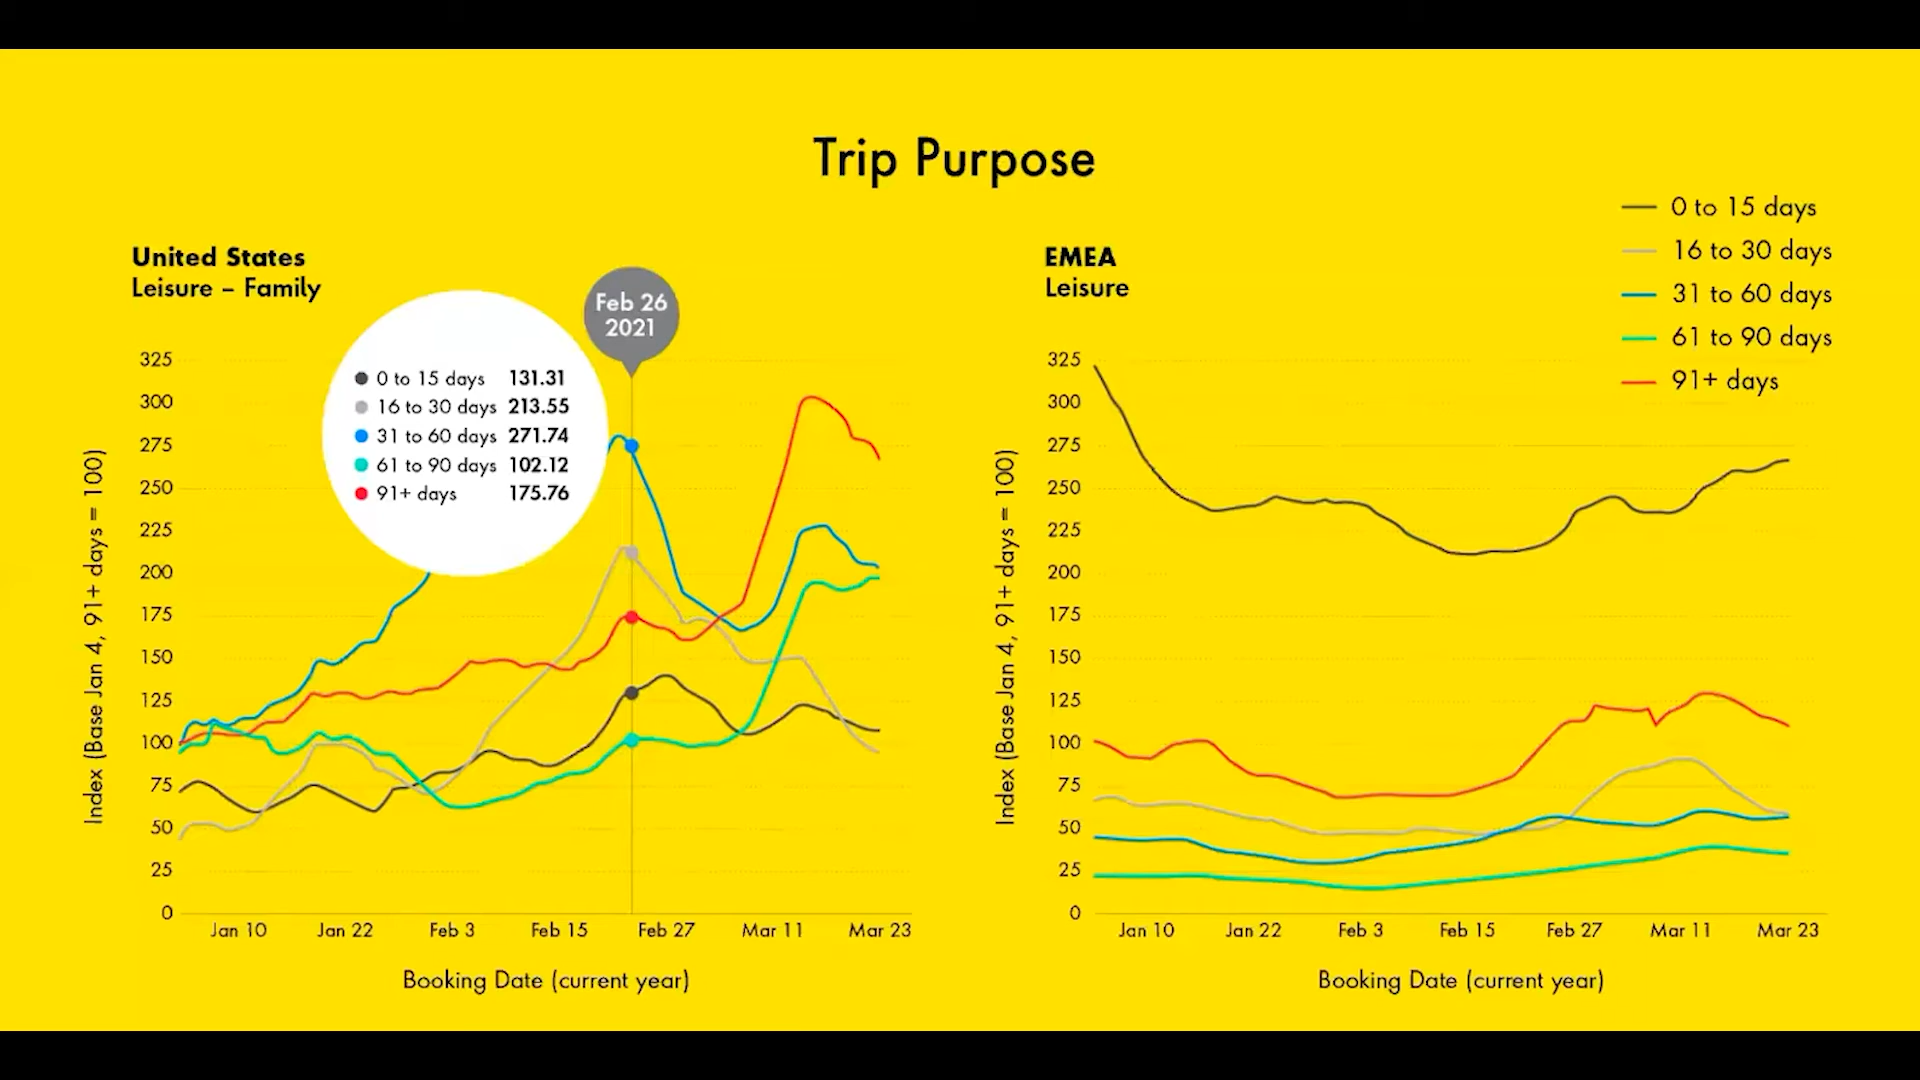 Trip Purpose
0 to 15 days
16 to 30 days
31 to 60 days
61 to 90 days
91+ days
United States
Leisure – Family
Feb 26
2021
0 to 15 days 131.31
16 to 30 days 213.55
31 to 60 days 271.74
61 to 90 days 102.12
91+ days 175.76
Index (Base Jan 4, 91+ days = 100)
325
300
275
250
225
200
175
150
125
100
75
50
25
0
Jan 10 Jan 22 Feb 3 Feb 15 Feb 27 Mar 11 Mar 23
Booking Date (current year)
EMEA
Leisure
Index (Base Jan 4, 91+ days = 100)
325
300
275
250
225
200
175
150
125
100
75
50
25
0
Jan 10 Jan 22 Feb 3 Feb 15 Feb 27 Mar 11 Mar 23
Booking Date (current year)